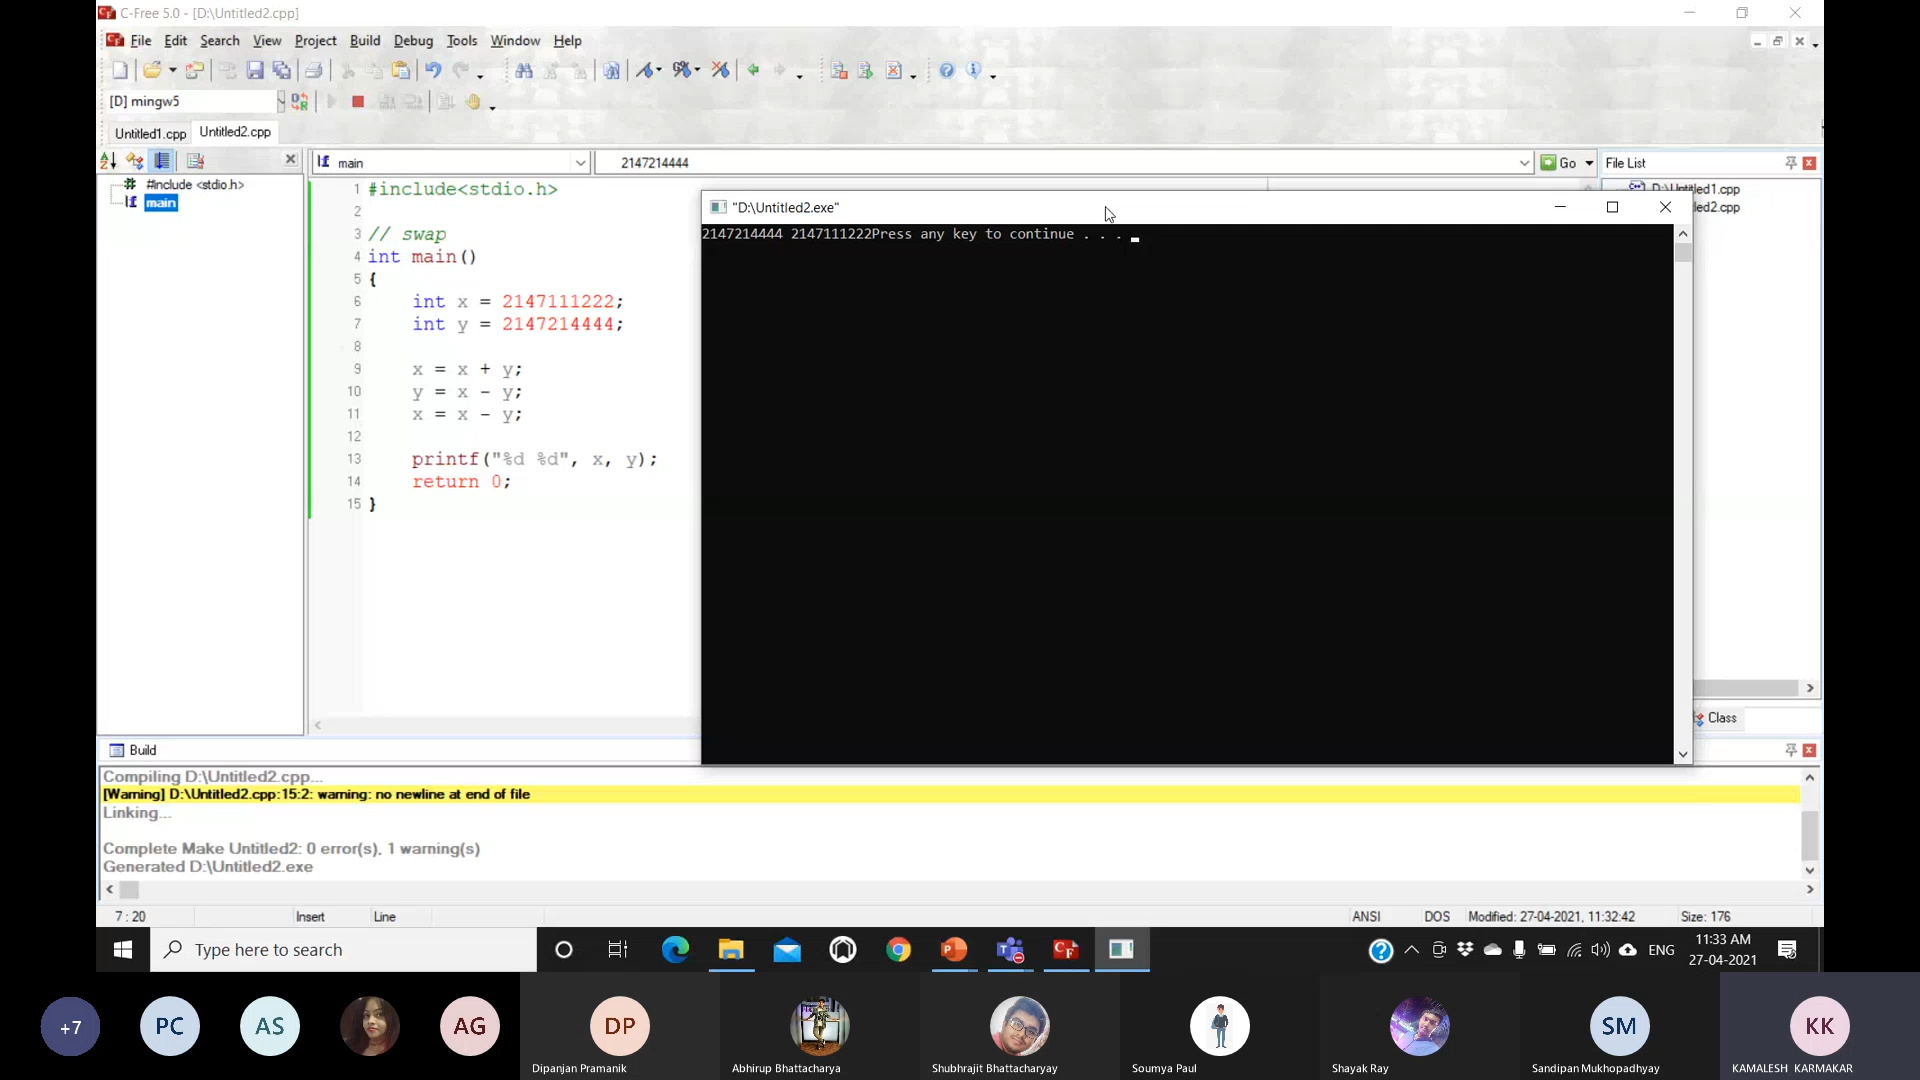 C-Free 5.0 - [D:\Untitled2.cpp]
File Edit Search View Project Build Debug Tools Window Help
[D] mingw5
Untitled1.cpp Untitled2.cpp
main 2147214444 Go File List
#include <stdio.h>
main
1 #include<stdio.h>
2
3 // swap
4 int main()
5 {
6 int x = 2147111222;
7 int y = 2147214444;
8
9 x = x + y;
10 y = x - y;
11 x = x - y;
12
13 printf("%d %d", x, y);
14 return 0;
15 }
"D:\Untitled2.exe"
2147214444 2147111222Press any key to continue . . .
D:\Untitled1.cpp
led2.cpp
Class
Build
Compiling D:\Untitled2.cpp...
[Warning] D:\Untitled2.cpp:15:2: warning: no newline at end of file
Linking...
Complete Make Untitled2: 0 error(s), 1 warning(s)
Generated D:\Untitled2.exe
7 : 20 Insert Line ANSI DOS Modified: 27-04-2021, 11:32:42 Size: 176
Type here to search
ENG
11:33 AM
27-04-2021
+7 PC AS AG DP SM KK
Dipanjan Pramanik Abhirup Bhattacharya Shubhrajit Bhattacharyay Soumya Paul Shayak Ray Sandipan Mukhopadhyay KAMALESH KARMAKAR